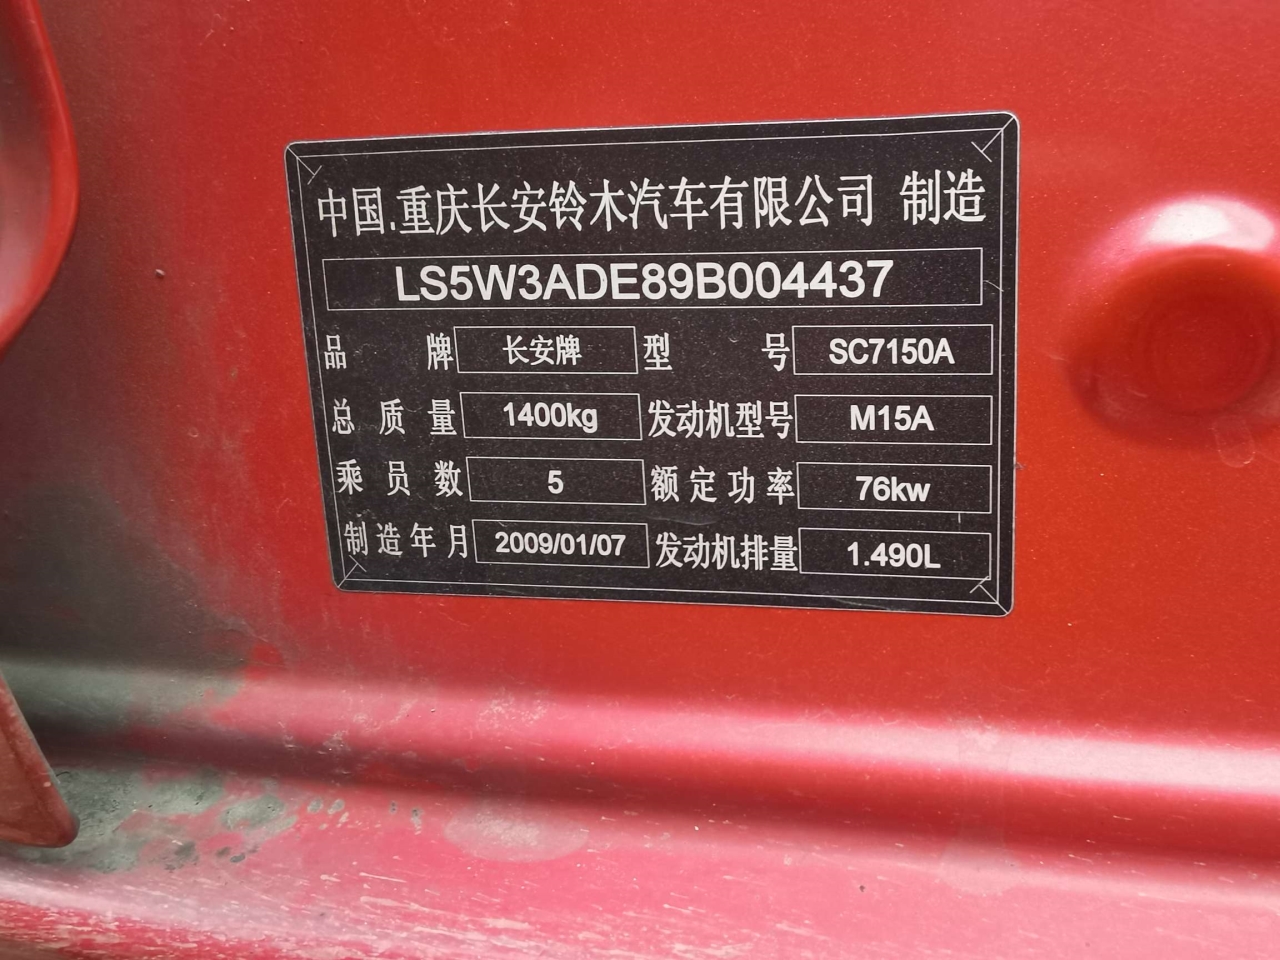 中国.重庆长安铃木汽车有限公司 制造
LS5W3ADE89B004437
品 牌 长安牌 型 号 SC7150A
总 质 量 1400kg 发动机型号 M15A
乘 员 数 5 额 定 功 率 76kw
制 造 年 月 2009/01/07 发动机排量 1.490L